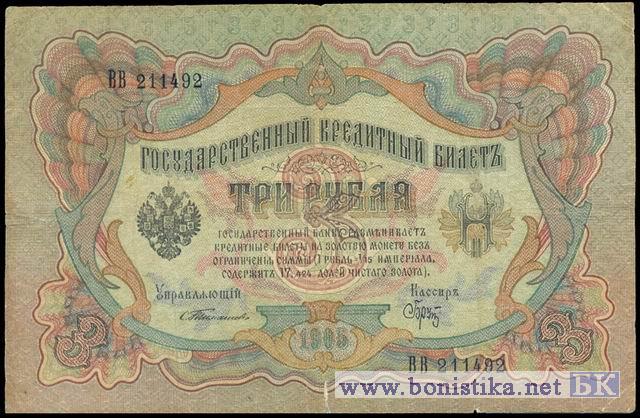 ВВ 211492
ГОСУДАРСТВЕННЫЙ КРЕДИТНЫЙ БИЛЕТЪ
ТРИ РУБЛЯ
ГОСУДАРСТВЕННЫЙ БАНКЪ РАЗМѢНИВАЕТЪ
КРЕДИТНЫЕ БИЛЕТЫ НА ЗОЛОТУЮ МОНЕТУ БЕЗЪ
ОГРАНИЧЕНІЯ СУММЫ (1 РУБЛЬ = 1/15 ИМПЕРІАЛА,
СОДЕРЖИТЪ 17,424 ДОЛЕЙ ЧИСТАГО ЗОЛОТА).
Управляющій
Кассиръ
1905
3
3
ВВ 211492
www.bonistika.net БК